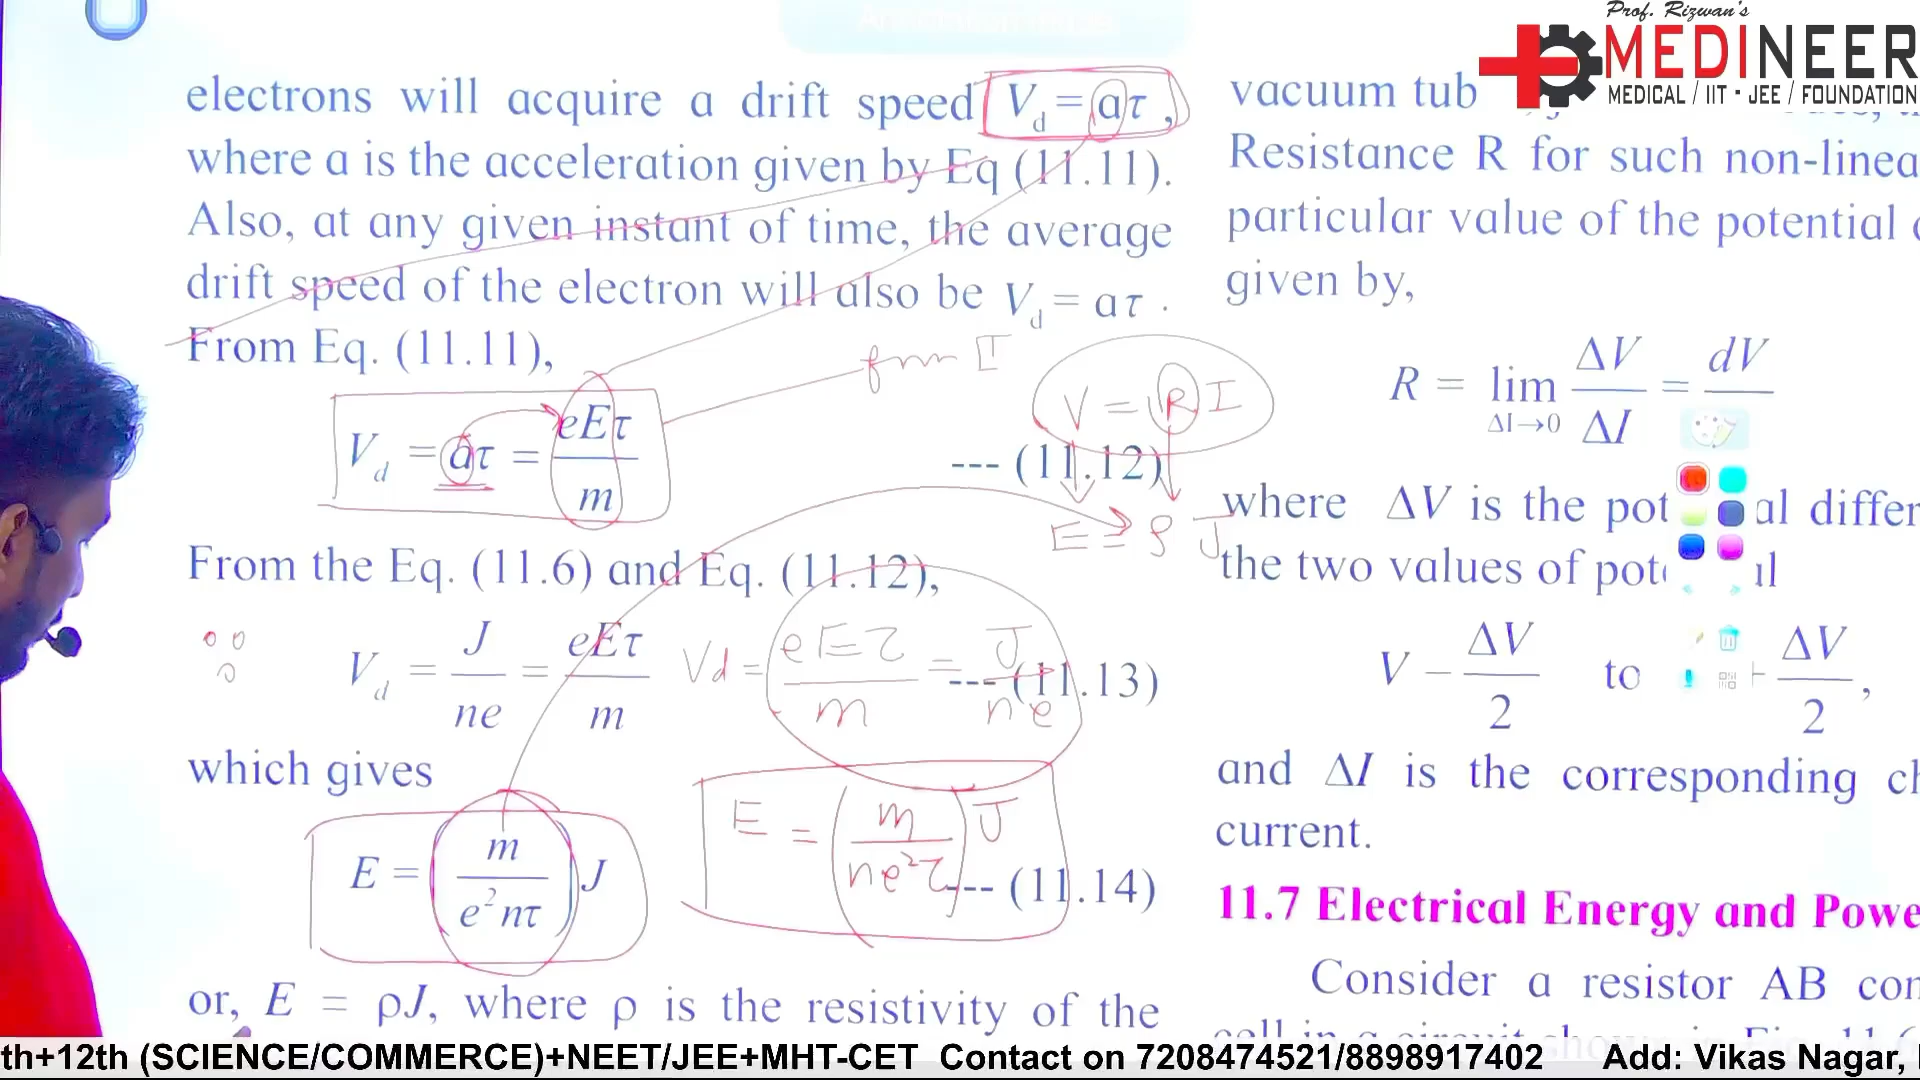 Prof. Rizwan's
MEDINEER
MEDICAL / IIT - JEE / FOUNDATION
electrons will acquire a drift speed V_d = aτ ,
where a is the acceleration given by Eq (11.11).
Also, at any given instant of time, the average
drift speed of the electron will also be V_d = aτ .
From Eq. (11.11),
from I
V = RI
V_d = aτ = eEτ/m --- (11.12)
E = ρ J
From the Eq. (11.6) and Eq. (11.12),
V_d = J/ne = eEτ/m --- (11.13)
Vd = eEτ/m = J/ne
which gives
E = (m/e²nτ) J --- (11.14)
E = (m/ne²τ) J
or, E = ρJ, where ρ is the resistivity of the
vacuum tub
Resistance R for such non-linea
particular value of the potential
given by,
R = lim ΔI→0 ΔV/ΔI = dV
where ΔV is the pot al differ
the two values of pot
V − ΔV/2 to ΔV/2 ,
and ΔI is the corresponding c
current.
11.7 Electrical Energy and Powe
Consider a resistor AB con
th+12th (SCIENCE/COMMERCE)+NEET/JEE+MHT-CET Contact on 7208474521/8898917402 Add: Vikas Nagar,